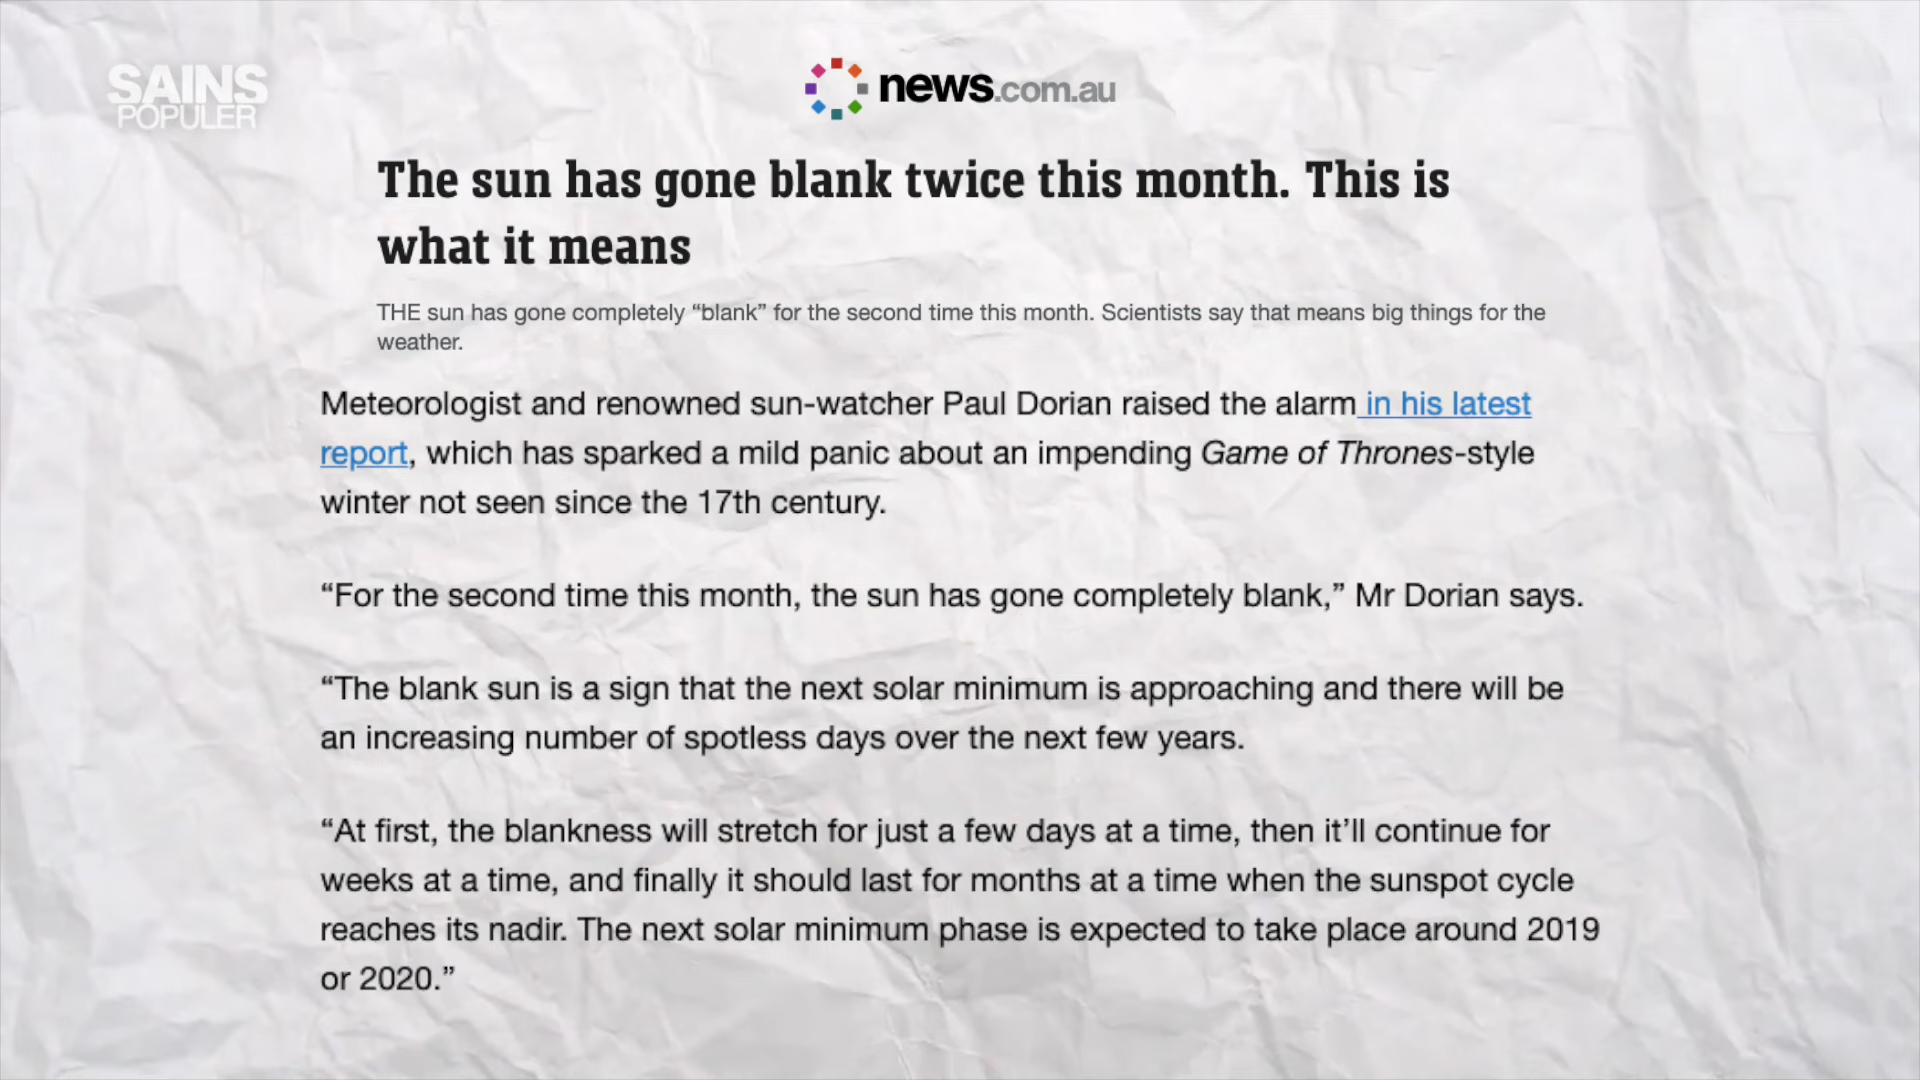 SAINS
POPULER
news.com.au
The sun has gone blank twice this month. This is
what it means
THE sun has gone completely “blank” for the second time this month. Scientists say that means big things for the
weather.
Meteorologist and renowned sun-watcher Paul Dorian raised the alarm in his latest
report, which has sparked a mild panic about an impending Game of Thrones-style
winter not seen since the 17th century.
“For the second time this month, the sun has gone completely blank,” Mr Dorian says.
“The blank sun is a sign that the next solar minimum is approaching and there will be
an increasing number of spotless days over the next few years.
“At first, the blankness will stretch for just a few days at a time, then it’ll continue for
weeks at a time, and finally it should last for months at a time when the sunspot cycle
reaches its nadir. The next solar minimum phase is expected to take place around 2019
or 2020.”